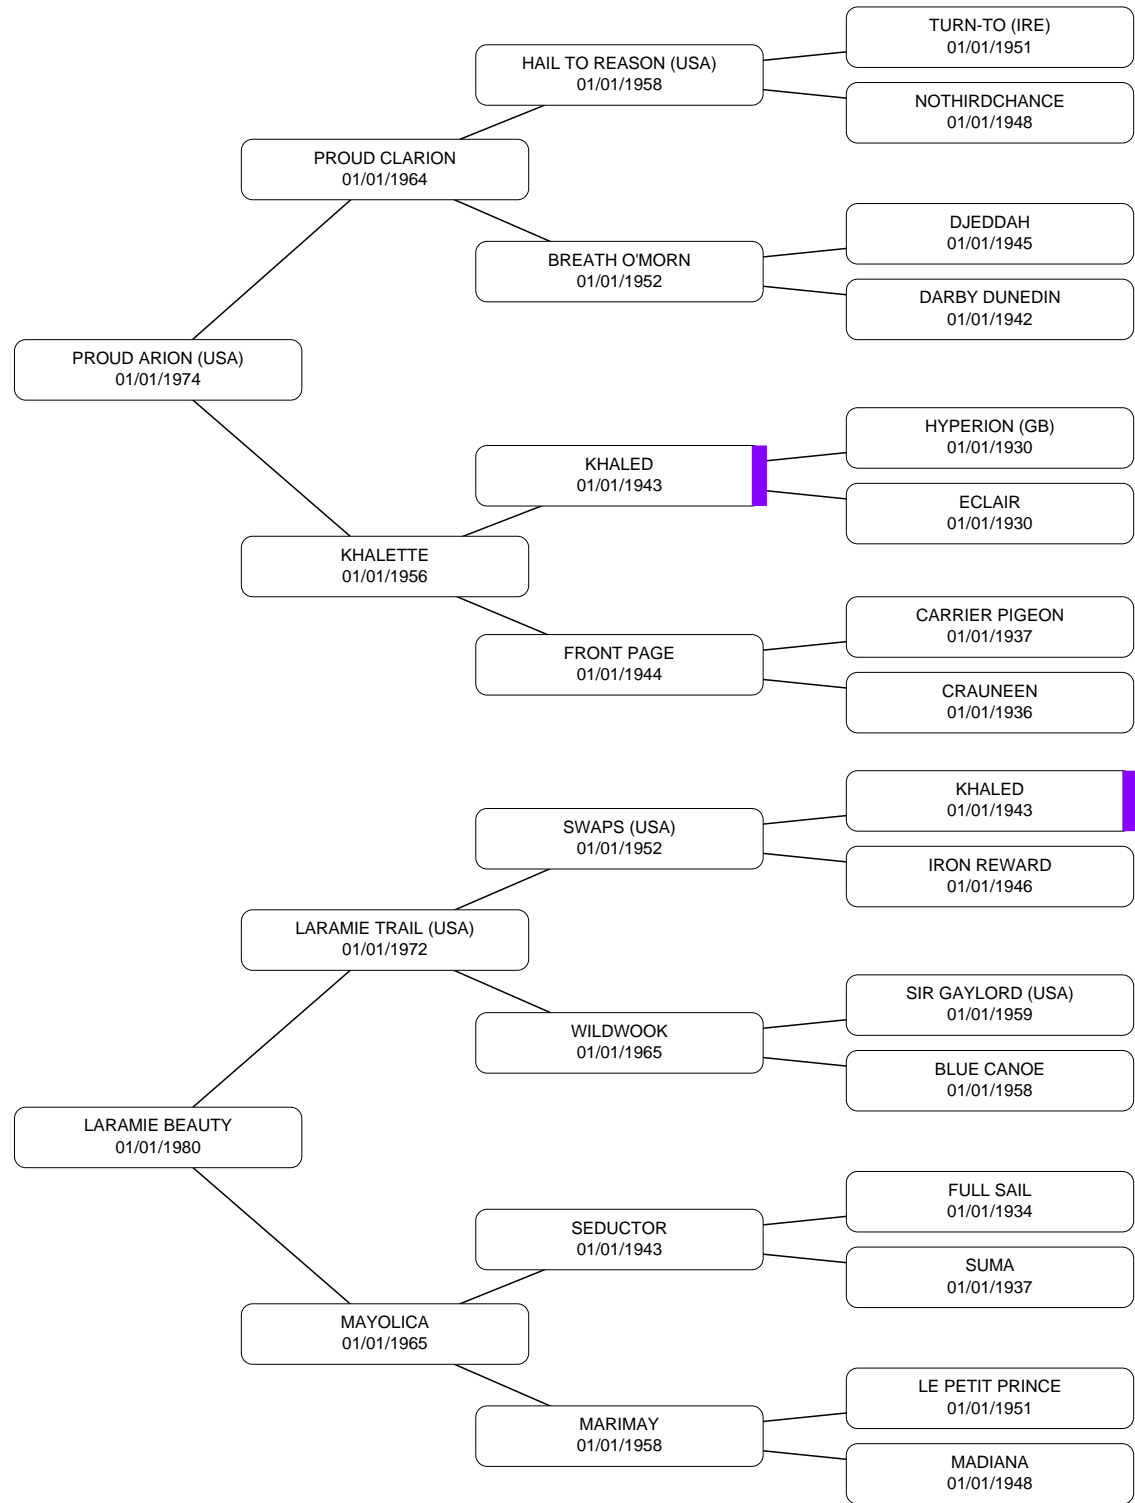 TURN-TO (IRE)
01/01/1951
HAIL TO REASON (USA)
01/01/1958
NOTHIRDCHANCE
01/01/1948
PROUD CLARION
01/01/1964
DJEDDAH
01/01/1945
BREATH O'MORN
01/01/1952
DARBY DUNEDIN
01/01/1942
PROUD ARION (USA)
01/01/1974
HYPERION (GB)
01/01/1930
KHALED
01/01/1943
ECLAIR
01/01/1930
KHALETTE
01/01/1956
CARRIER PIGEON
01/01/1937
FRONT PAGE
01/01/1944
CRAUNEEN
01/01/1936
KHALED
01/01/1943
SWAPS (USA)
01/01/1952
IRON REWARD
01/01/1946
LARAMIE TRAIL (USA)
01/01/1972
SIR GAYLORD (USA)
01/01/1959
WILDWOOK
01/01/1965
BLUE CANOE
01/01/1958
LARAMIE BEAUTY
01/01/1980
FULL SAIL
01/01/1934
SEDUCTOR
01/01/1943
SUMA
01/01/1937
MAYOLICA
01/01/1965
LE PETIT PRINCE
01/01/1951
MARIMAY
01/01/1958
MADIANA
01/01/1948